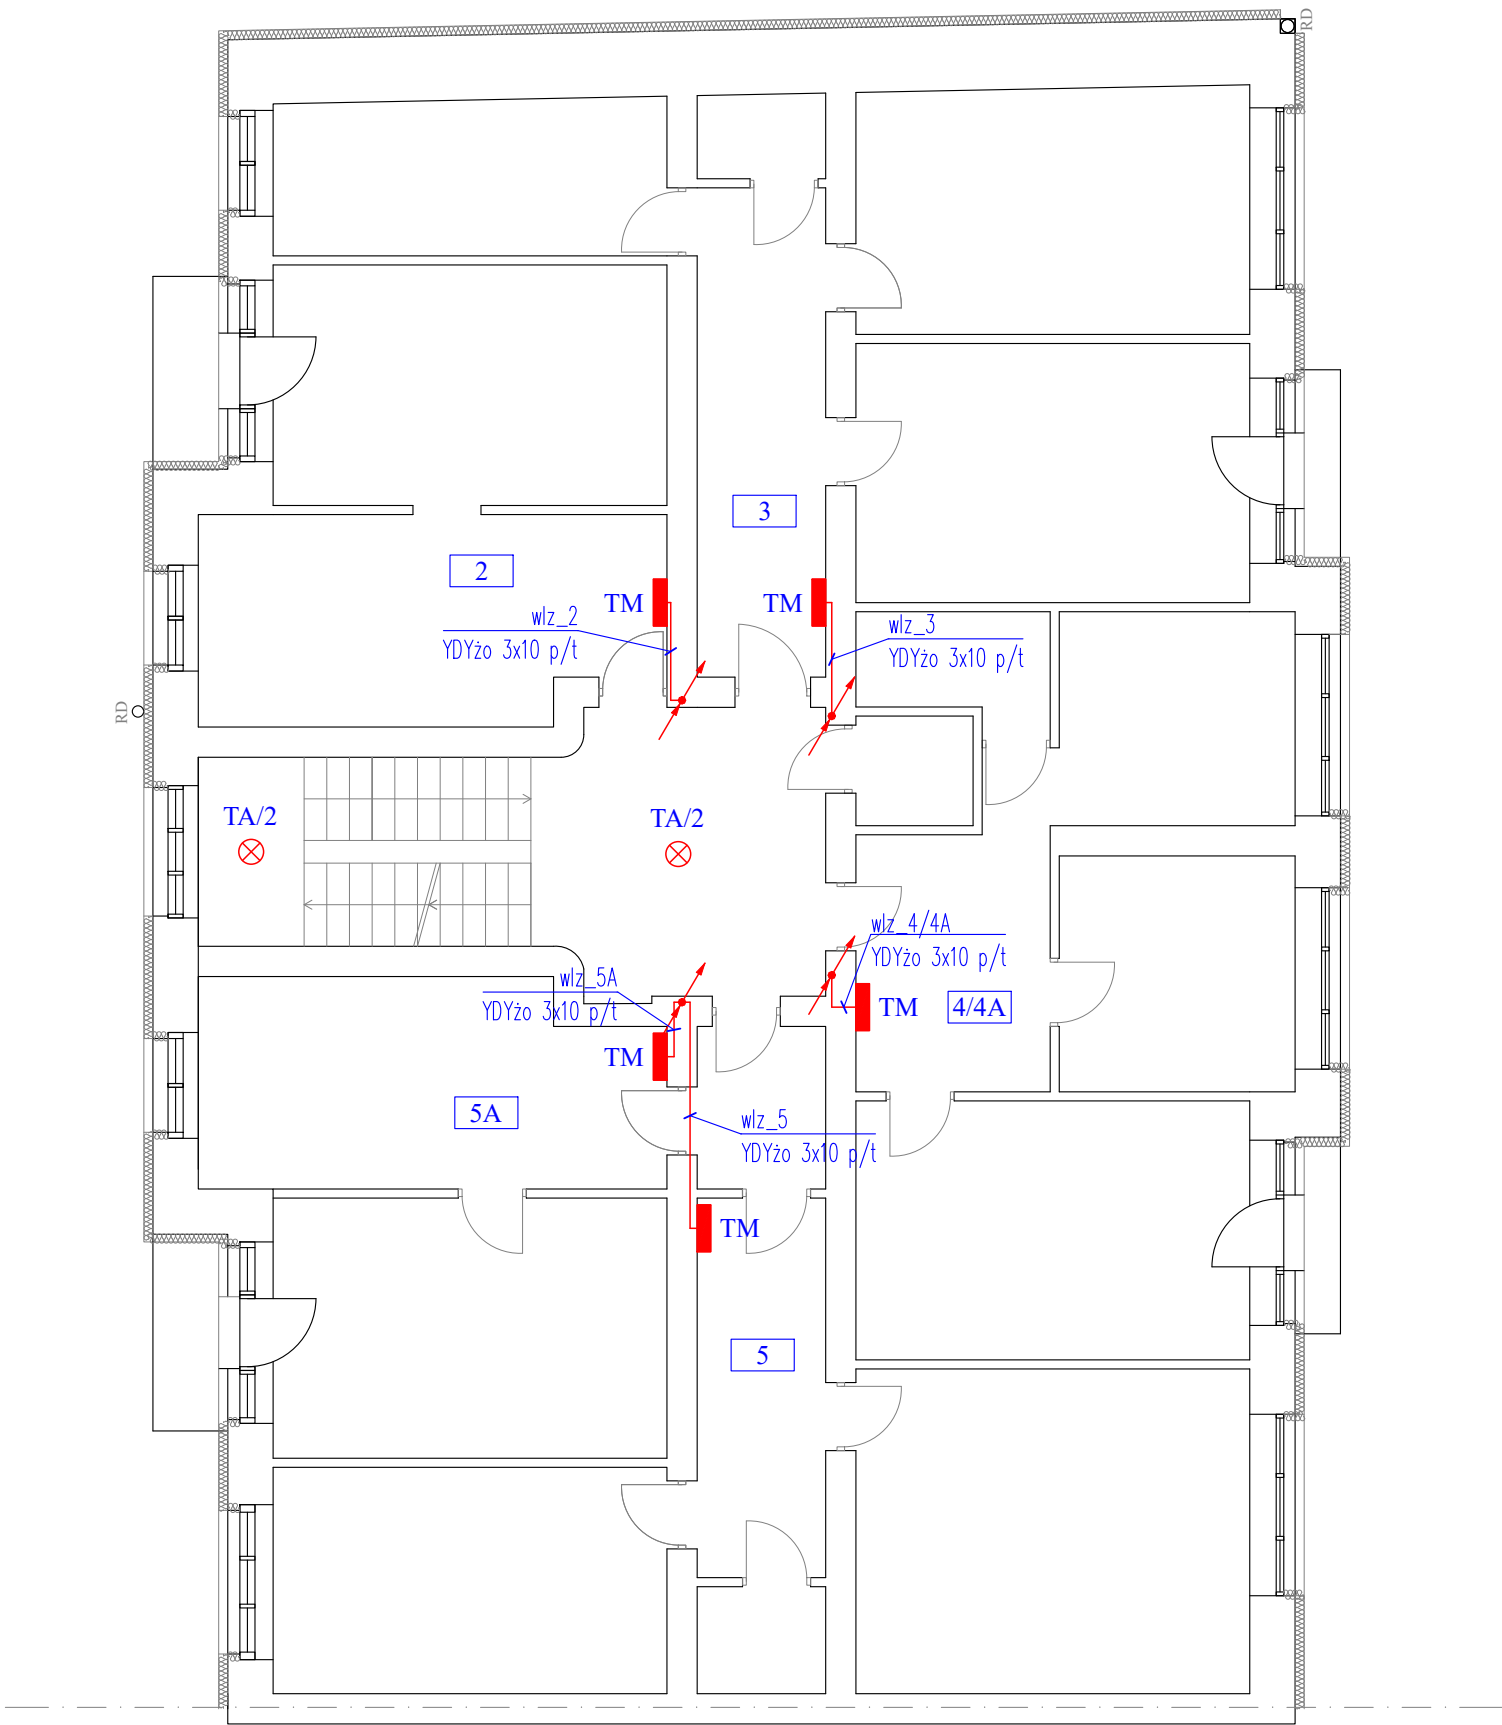 RD
3
2
TM
TM
wlz_2
YDYżo 3x10 p/t
wlz_3
YDYżo 3x10 p/t
RD
TA/2
TA/2
wlz_4/4A
YDYżo 3x10 p/t
wlz_5A
YDYżo 3x10 p/t
TM
4/4A
TM
5A
wlz_5
YDYżo 3x10 p/t
TM
5